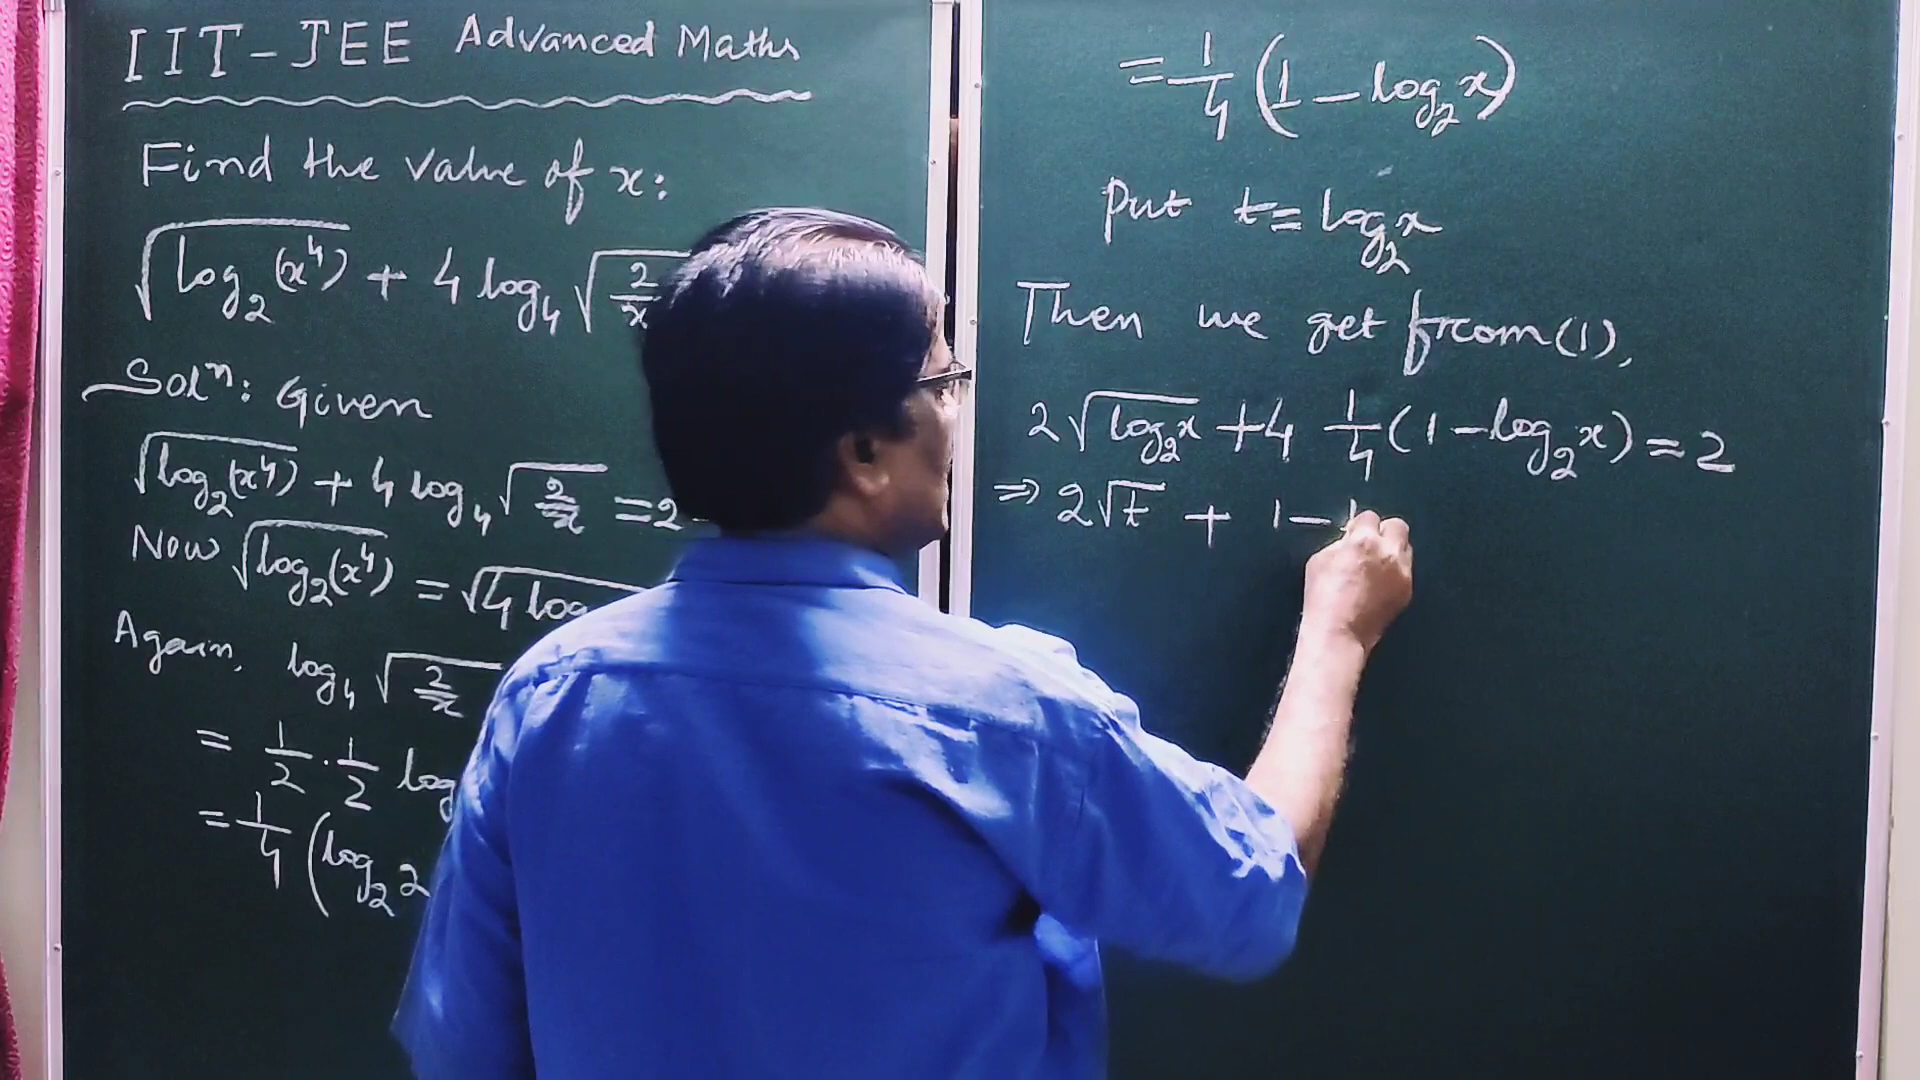 IIT-JEE Advanced Maths
Find the value of x:
√log₂(x⁴) + 4 log₄ √2/x
Solⁿ: Given
√log₂(x⁴) + 4 log₄ √2/x = 2
Now √log₂(x⁴) = √4 log
Again, log₄ √2/x
= 1/2 · 1/2 log
= 1/4 (log₂ 2
= 1/4 (1 - log₂ x)
Put t = log₂ x
Then we get from (1),
2√log₂ x + 4 1/4 (1 - log₂ x) = 2
⇒ 2√t + 1 -